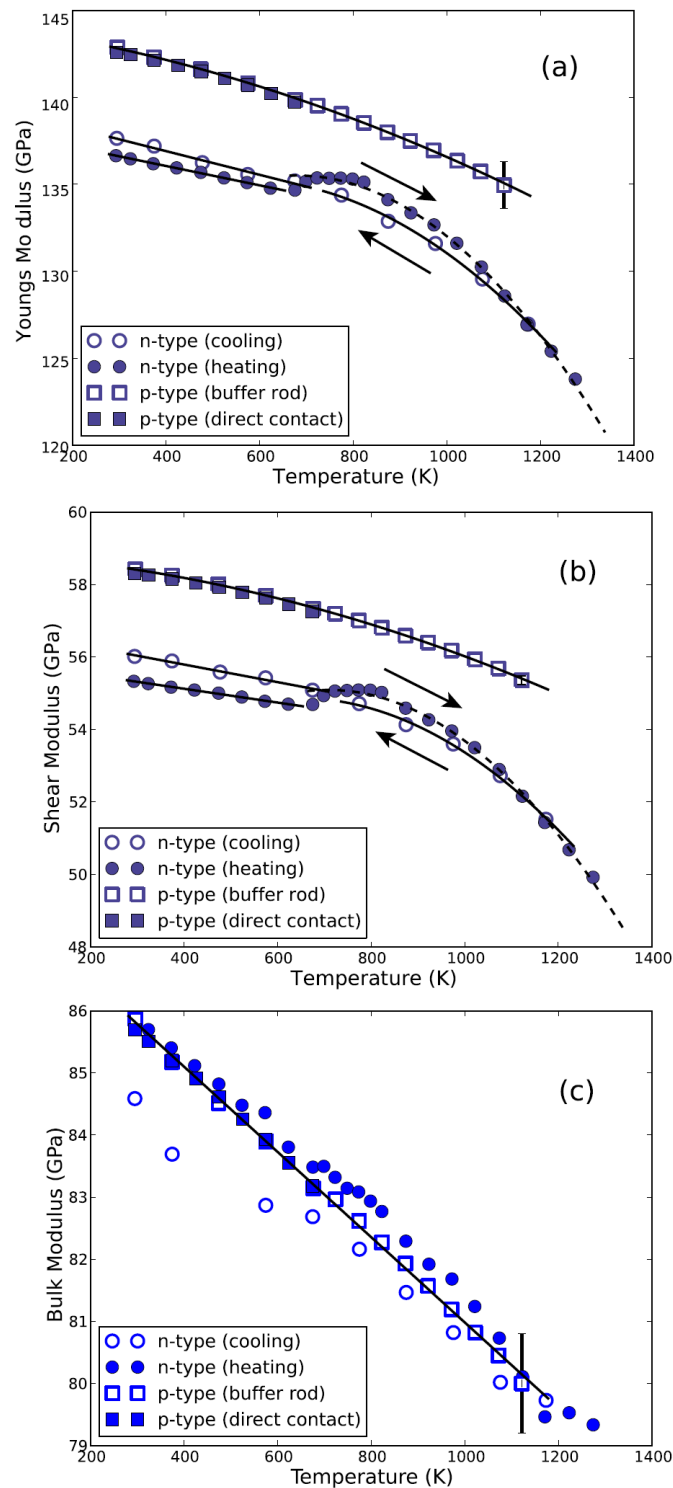 145
(a)
140
135
130
125
120
Youngs Mo dulus (GPa)
n-type (cooling)
n-type (heating)
p-type (buffer rod)
p-type (direct contact)
200 400 600 800 1000 1200 1400
Temperature (K)
60
(b)
58
56
54
52
50
48
Shear Modulus (GPa)
n-type (cooling)
n-type (heating)
p-type (buffer rod)
p-type (direct contact)
200 400 600 800 1000 1200 1400
Temperature (K)
86
(c)
85
84
83
82
81
80
79
Bulk Modulus (GPa)
n-type (cooling)
n-type (heating)
p-type (buffer rod)
p-type (direct contact)
200 400 600 800 1000 1200 1400
Temperature (K)